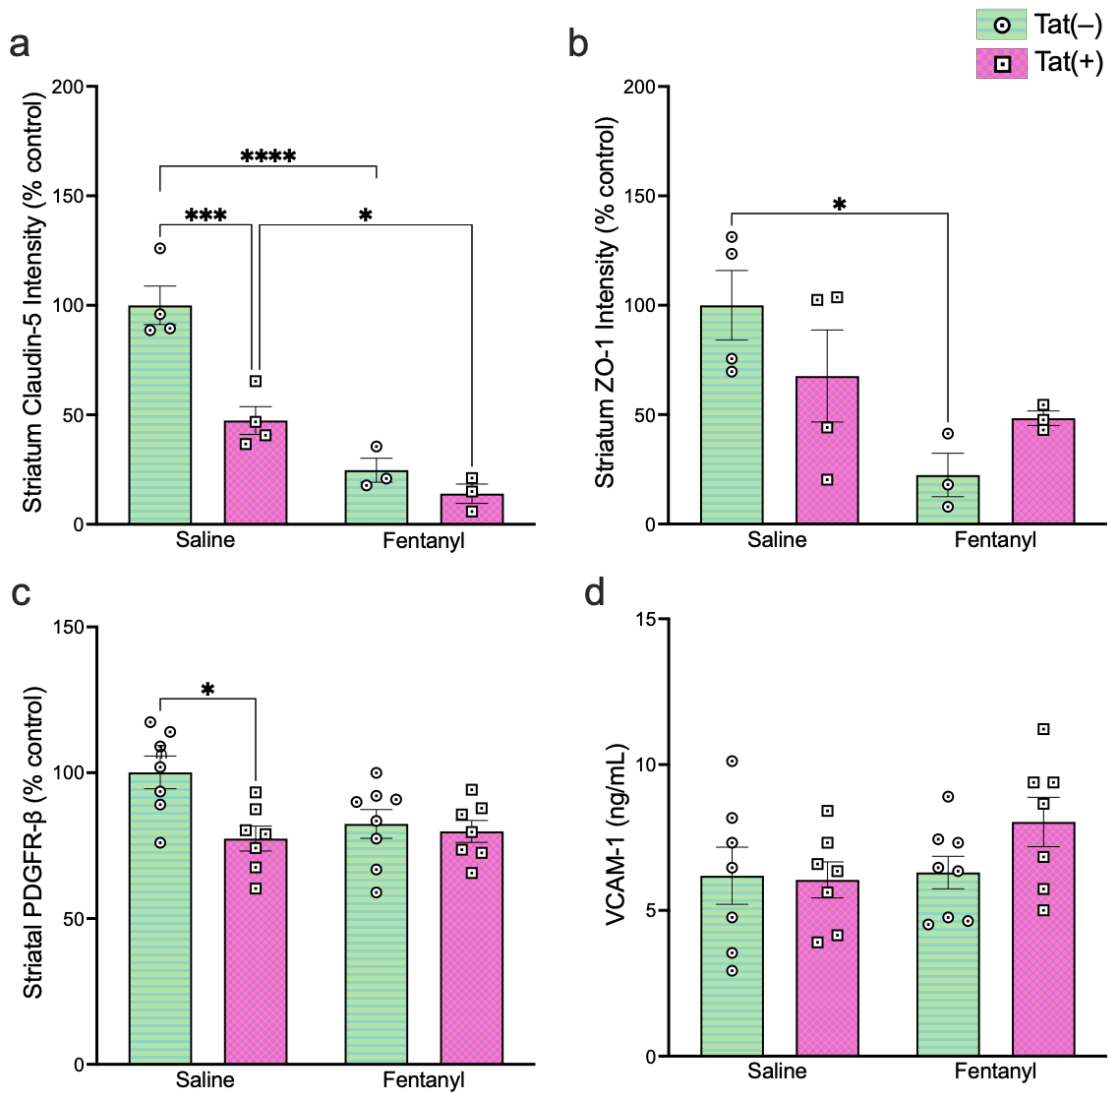 a
Striatum Claudin-5 Intensity (% control)
200
150
100
50
0
****
***
*
Saline
Fentanyl
b
Tat(–)
Tat(+)
Striatum ZO-1 Intensity (% control)
200
150
100
50
0
*
Saline
Fentanyl
c
Striatal PDGFR-β (% control)
150
100
50
0
*
Saline
Fentanyl
d
VCAM-1 (ng/mL)
15
10
5
0
Saline
Fentanyl